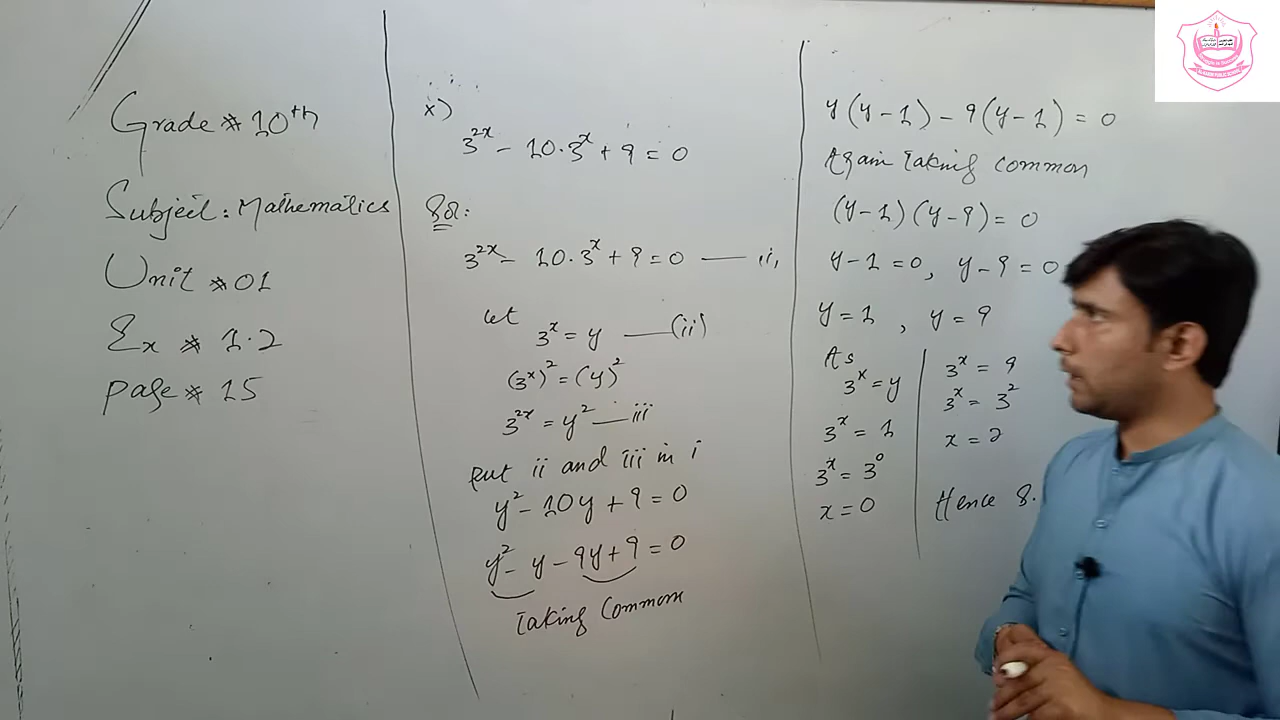 Grade # 10th
Subject: Mathematics
Unit # 01
Ex # 1.2
Page # 15
x)
3^2x - 10.3^x + 9 = 0
Sol:
3^2x - 10.3^x + 9 = 0 — (i)
Let
3^x = y — (ii)
(3^x)^2 = (y)^2
3^2x = y^2 — iii
put ii and iii in i
y^2 - 10y + 9 = 0
y^2 - y - 9y + 9 = 0
Taking Common
y(y-1) - 9(y-1) = 0
Again Taking common
(y-1)(y-9) = 0
y-1 = 0, y-9 = 0
y = 1, y = 9
As
3^x = y
3^x = 1
3^x = 3^0
x = 0
3^x = 9
3^x = 3^2
x = 2
Hence S.